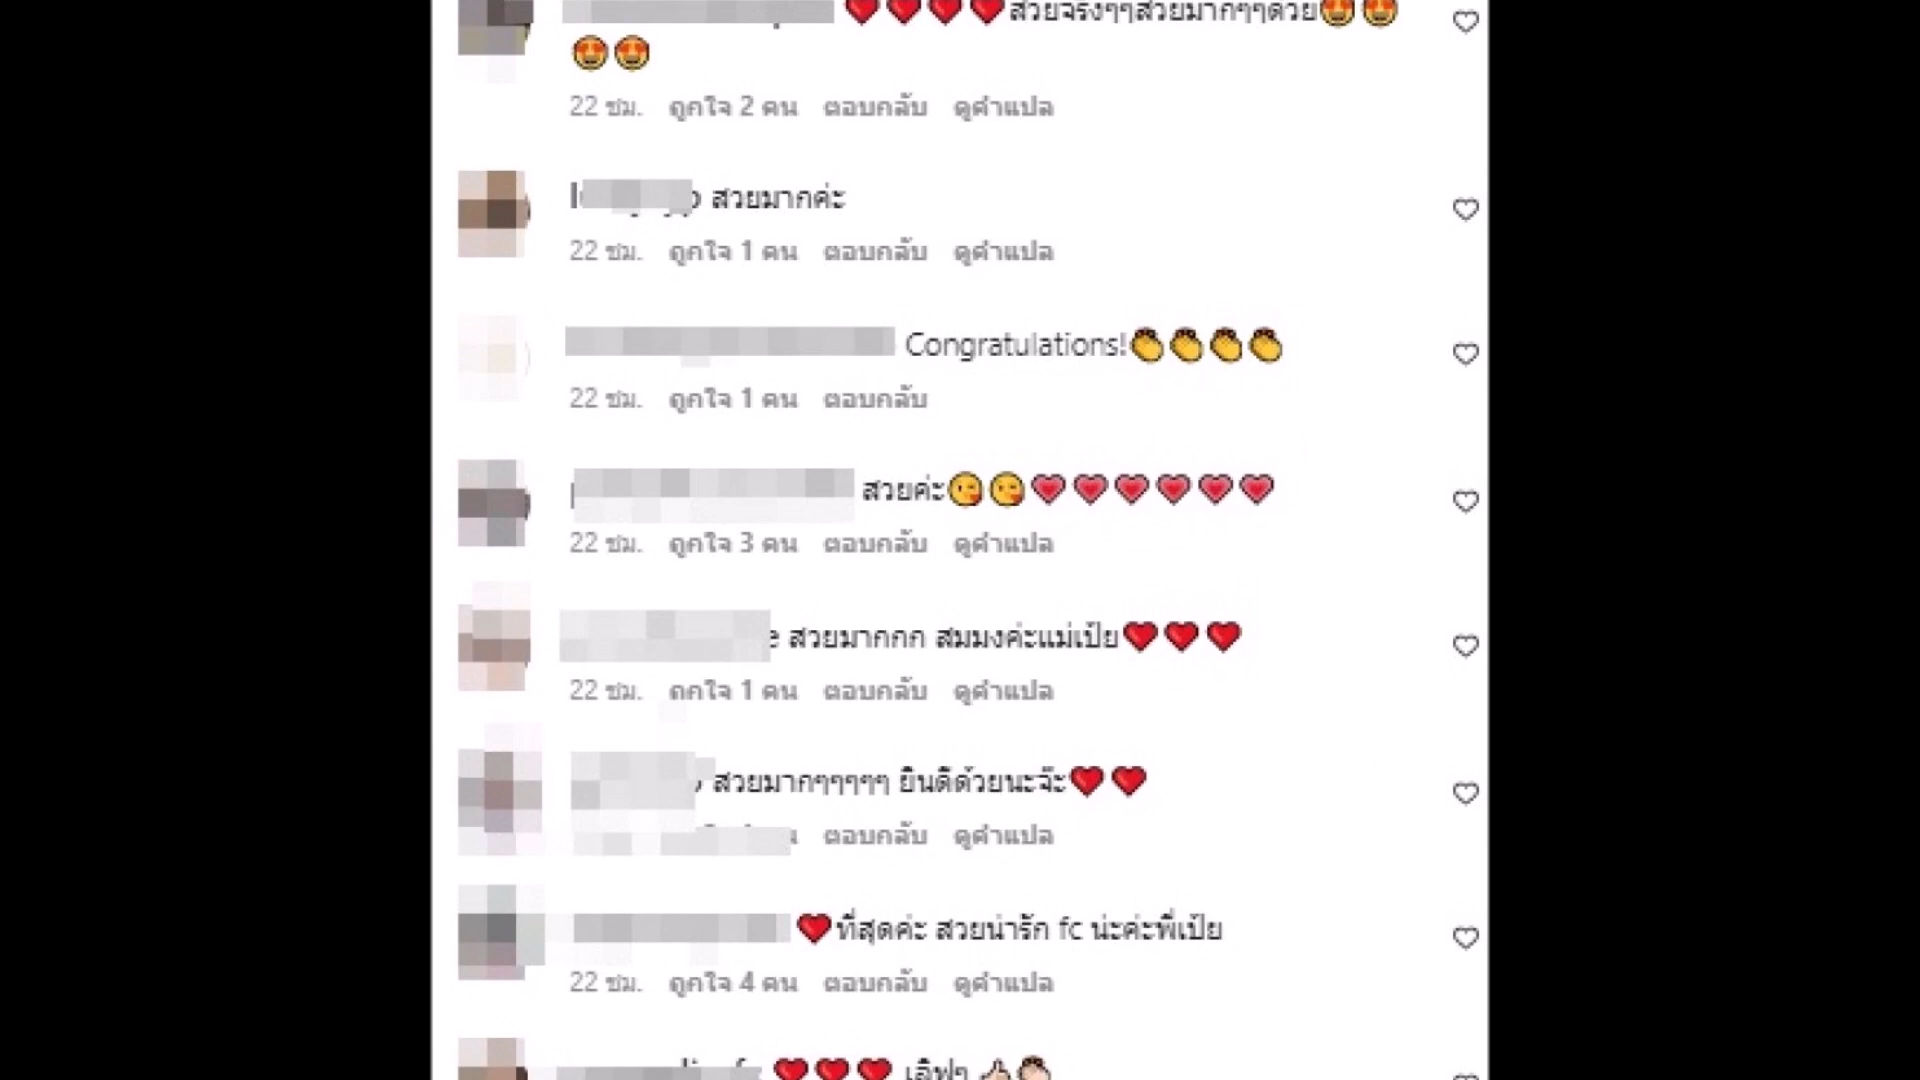 ❤❤❤❤สวยจริงๆๆสวยมากๆๆด้วย😍😍
😍😍
22 ชม. ถูกใจ 2 คน ตอบกลับ ดูคำแปล
สวยมากค่ะ
22 ชม. ถูกใจ 1 คน ตอบกลับ ดูคำแปล
Congratulations!👏👏👏👏
22 ชม. ถูกใจ 1 คน ตอบกลับ
สวยค่ะ😘😘💗💗💗💗💗💗
22 ชม. ถูกใจ 3 คน ตอบกลับ ดูคำแปล
สวยมากกก สมมงค่ะแม่เป้ย❤❤❤
22 ชม. ถูกใจ 1 คน ตอบกลับ ดูคำแปล
สวยมากๆๆๆๆๆ ยินดีด้วยนะจ๊ะ❤❤
ตอบกลับ ดูคำแปล
❤ที่สุดค่ะ สวยน่ารัก fc น่ะค่ะพี่เป้ย
22 ชม. ถูกใจ 4 คน ตอบกลับ ดูคำแปล
❤❤❤ เลิฟๆ 👍🏻👏🏻